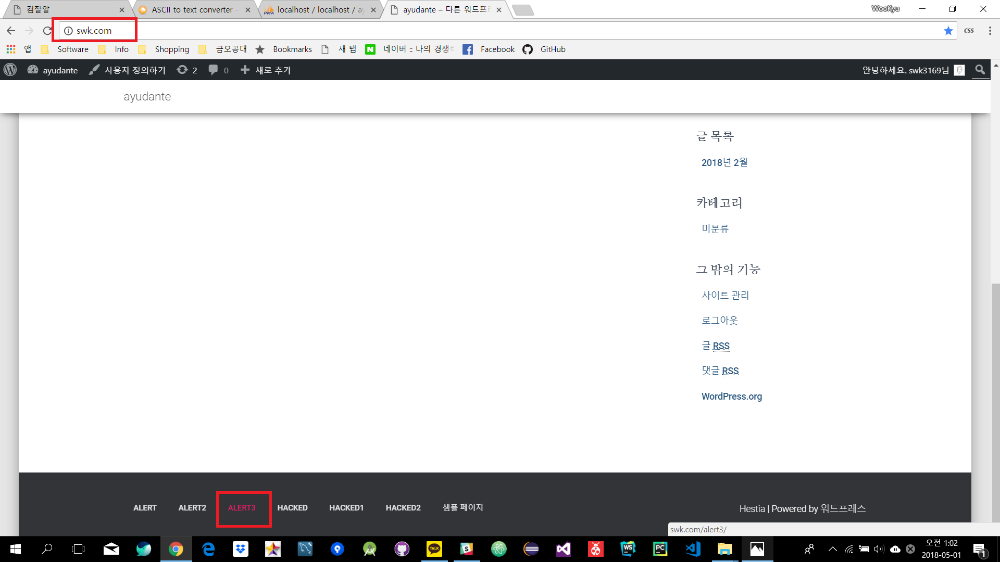 컴잘알
ASCII to text converter -
localhost / localhost / ay
ayudante – 다른 워드프레
WooKyu
swk.com
css
앱
Software
Info
Shopping
금오공대
Bookmarks
새 탭
네이버 :: 나의 경쟁력
Facebook
GitHub
ayudante
사용자 정의하기
2
0
새로 추가
안녕하세요. swk3169님
ayudante
글 목록
2018년 2월
카테고리
미분류
그 밖의 기능
사이트 관리
로그아웃
글 RSS
댓글 RSS
WordPress.org
ALERT
ALERT2
ALERT3
HACKED
HACKED1
HACKED2
샘플 페이지
Hestia | Powered by 워드프레스
swk.com/alert3/
TALK
WS
PC
오전 1:02
2018-05-01
1